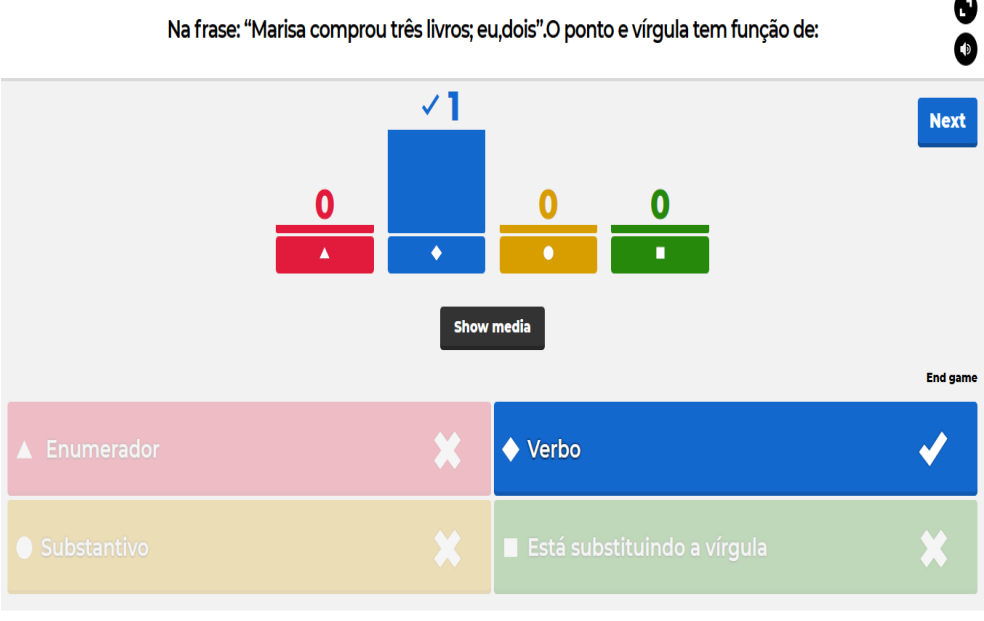 Na frase: “Marisa comprou três livros; eu,dois”.O ponto e vírgula tem função de:
1
Next
0
0
0
Show media
End game
Enumerador
Verbo
Substantivo
Está substituindo a vírgula